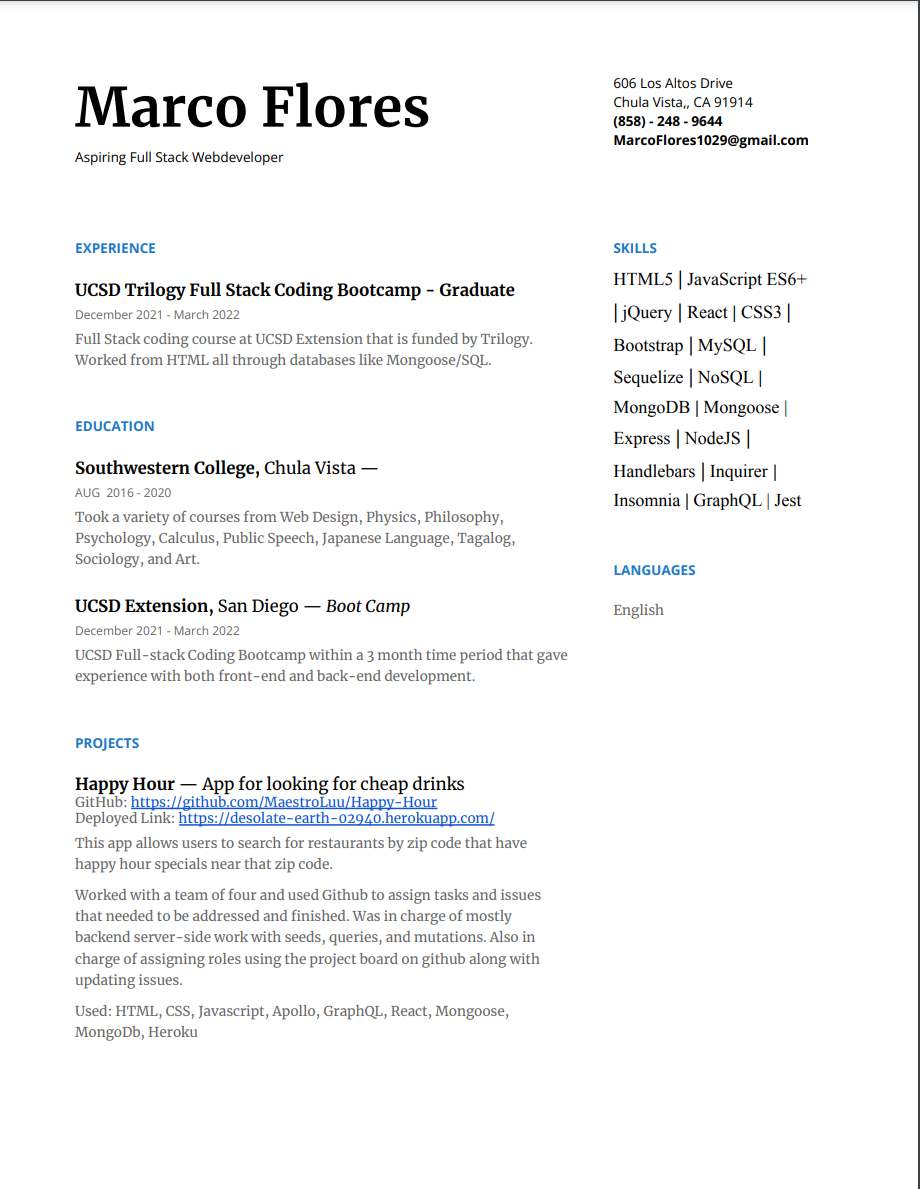 Marco Flores
Aspiring Full Stack Webdeveloper
606 Los Altos Drive
Chula Vista,, CA 91914
(858) - 248 - 9644
MarcoFlores1029@gmail.com
EXPERIENCE
UCSD Trilogy Full Stack Coding Bootcamp - Graduate
December 2021 - March 2022
Full Stack coding course at UCSD Extension that is funded by Trilogy.
Worked from HTML all through databases like Mongoose/SQL.
EDUCATION
Southwestern College, Chula Vista —
AUG  2016 - 2020
Took a variety of courses from Web Design, Physics, Philosophy,
Psychology, Calculus, Public Speech, Japanese Language, Tagalog,
Sociology, and Art.
UCSD Extension, San Diego — Boot Camp
December 2021 - March 2022
UCSD Full-stack Coding Bootcamp within a 3 month time period that gave
experience with both front-end and back-end development.
PROJECTS
Happy Hour — App for looking for cheap drinks
GitHub: https://github.com/MaestroLuu/Happy-Hour
Deployed Link: https://desolate-earth-02940.herokuapp.com/
This app allows users to search for restaurants by zip code that have
happy hour specials near that zip code.
Worked with a team of four and used Github to assign tasks and issues
that needed to be addressed and finished. Was in charge of mostly
backend server-side work with seeds, queries, and mutations. Also in
charge of assigning roles using the project board on github along with
updating issues.
Used: HTML, CSS, Javascript, Apollo, GraphQL, React, Mongoose,
MongoDb, Heroku
SKILLS
HTML5 | JavaScript ES6+
| jQuery | React | CSS3 |
Bootstrap | MySQL |
Sequelize | NoSQL |
MongoDB | Mongoose |
Express | NodeJS |
Handlebars | Inquirer |
Insomnia | GraphQL | Jest
LANGUAGES
English